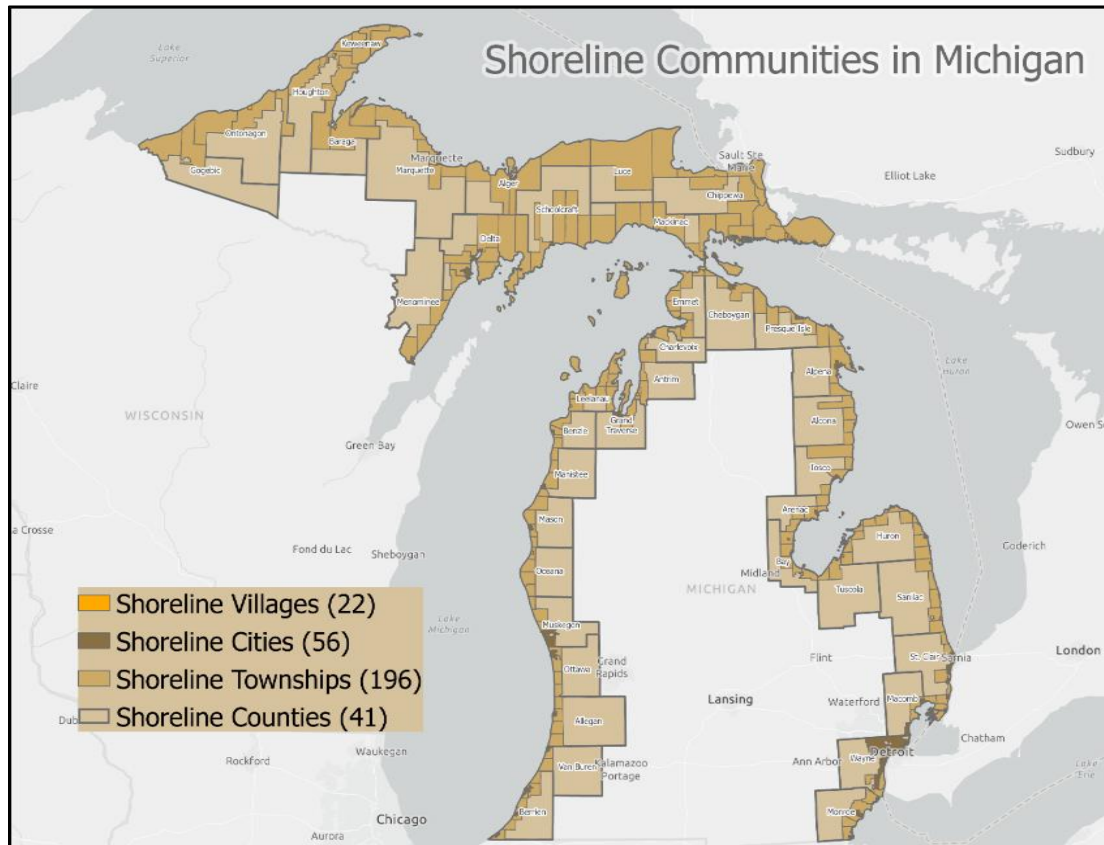 Shoreline Communities in Michigan
Lake
Superior
Keweenaw
Houghton
Ontonagon
Baraga
Gogebic
Marquette
Marquette
Alger
Luce
Sault Ste
Marie
Sudbury
Elliot Lake
Chippewa
Schoolcraft
Mackinac
Delta
Menominee
Emmet
Cheboygan
Presque Isle
Charlevoix
Antrim
Alpena
Lake
Huron
Claire
WISCONSIN
Leelanau
Grand
Traverse
Benzie
Alcona
Green Bay
Owen So
Manistee
Iosco
a Crosse
Mason
Arenac
Huron
Fond du Lac
Sheboygan
Oceana
Bay
Midland
MICHIGAN
Goderich
Tuscola
Sanilac
Lake
Michigan
Muskegon
Shoreline Villages (22)
Shoreline Cities (56)
Shoreline Townships (196)
Shoreline Counties (41)
Ottawa
Grand
Rapids
Flint
St. Clair
Sarnia
London
Lansing
Waterford
Macomb
Allegan
Dub
Waukegan
Rockford
Van Buren
Kalamazoo
Portage
Ann Arbor
Wayne
Detroit
Chatham
Lake
Erie
Berrien
Monroe
Chicago
Aurora